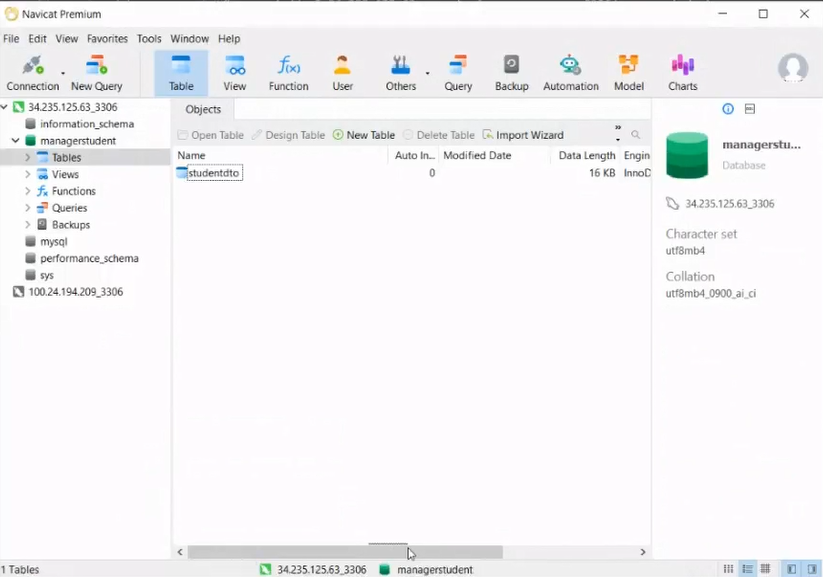 Navicat Premium
File Edit View Favorites Tools Window Help
Connection New Query Table View Function User Others Query Backup Automation Model Charts
34.235.125.63_3306
information_schema
managerstudent
Tables
Views
Functions
Queries
Backups
mysql
performance_schema
sys
100.24.194.209_3306
Objects
Open Table Design Table New Table Delete Table Import Wizard »
Name Auto In... Modified Date Data Length Engin
studentdto 0 16 KB InnoD
managerstu...
Database
34.235.125.63_3306
Character set
utf8mb4
Collation
utf8mb4_0900_ai_ci
1 Tables 34.235.125.63_3306 managerstudent